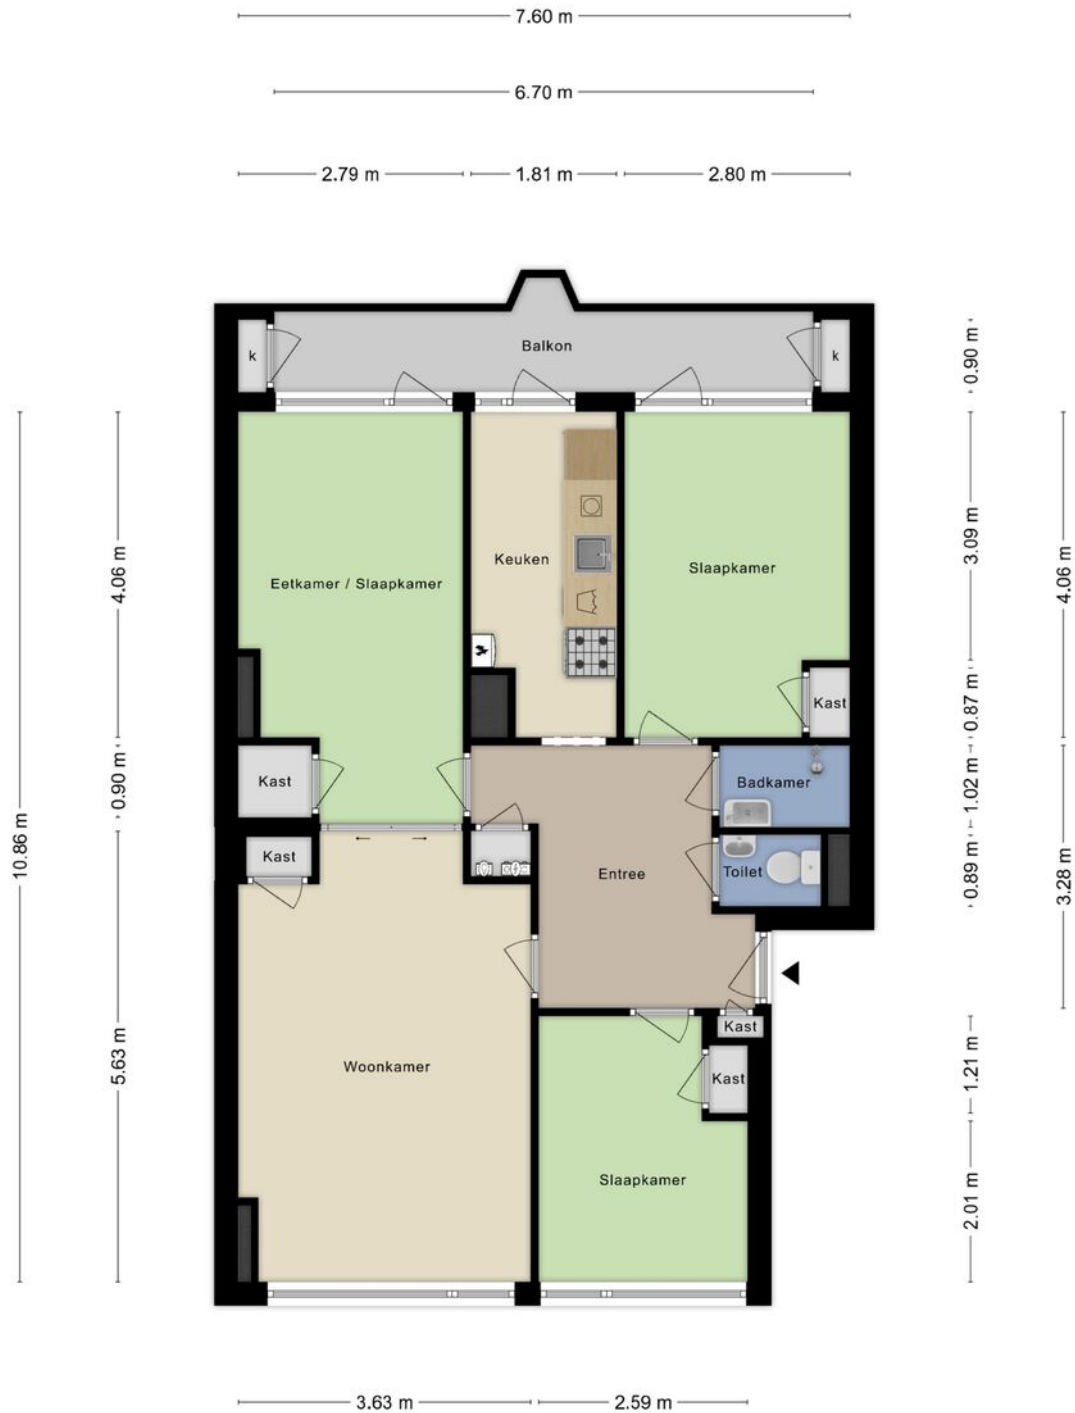 7.60 m
6.70 m
2.79 m
1.81 m
2.80 m
k
Balkon
k
0.90 m
Eetkamer / Slaapkamer
Keuken
Slaapkamer
4.06 m
3.09 m
4.06 m
Kast
0.87 m
Kast
Badkamer
0.90 m
1.02 m
10.86 m
Kast
Entree
Toilet
0.89 m
3.28 m
Kast
Woonkamer
Kast
5.63 m
1.21 m
Slaapkamer
2.01 m
3.63 m
2.59 m